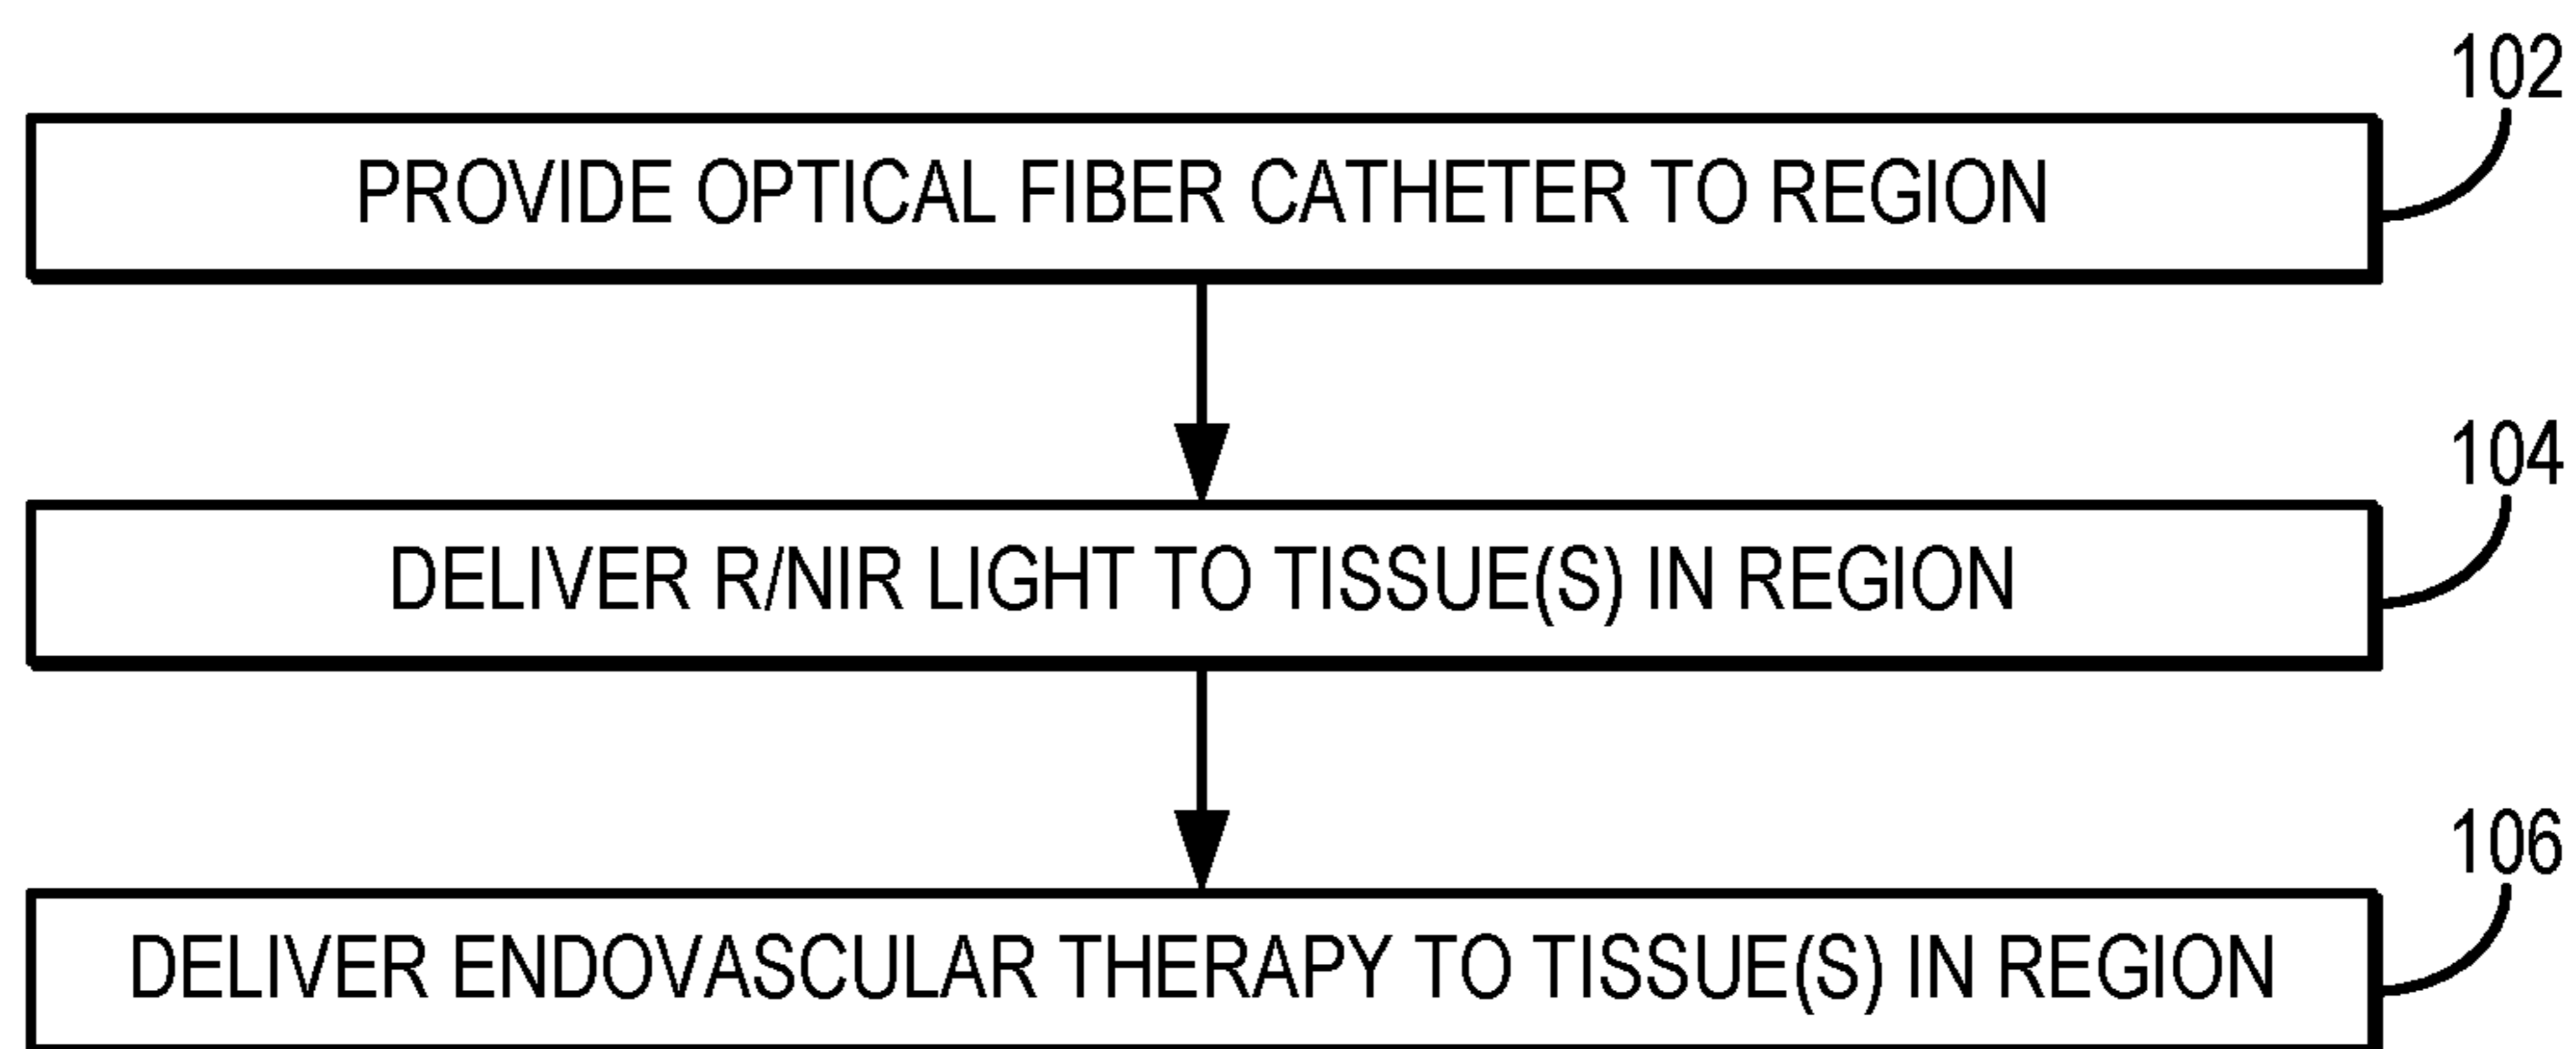 102
PROVIDE OPTICAL FIBER CATHETER TO REGION
104
DELIVER R/NIR LIGHT TO TISSUE(S) IN REGION
106
DELIVER ENDOVASCULAR THERAPY TO TISSUE(S) IN REGION